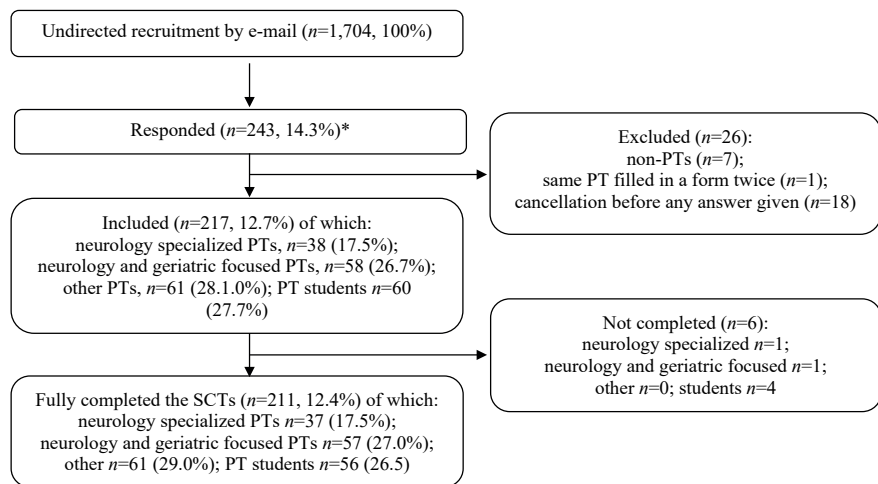 Undirected recruitment by e-mail (n=1,704, 100%)
Responded (n=243, 14.3%)*
Excluded (n=26):
non-PTs (n=7);
same PT filled in a form twice (n=1);
cancellation before any answer given (n=18)
Included (n=217, 12.7%) of which:
neurology specialized PTs, n=38 (17.5%);
neurology and geriatric focused PTs, n=58 (26.7%);
other PTs, n=61 (28.1.0%); PT students n=60
(27.7%)
Not completed (n=6):
neurology specialized n=1;
neurology and geriatric focused n=1;
other n=0; students n=4
Fully completed the SCTs (n=211, 12.4%) of which:
neurology specialized PTs n=37 (17.5%);
neurology and geriatric focused PTs n=57 (27.0%);
other n=61 (29.0%); PT students n=56 (26.5)